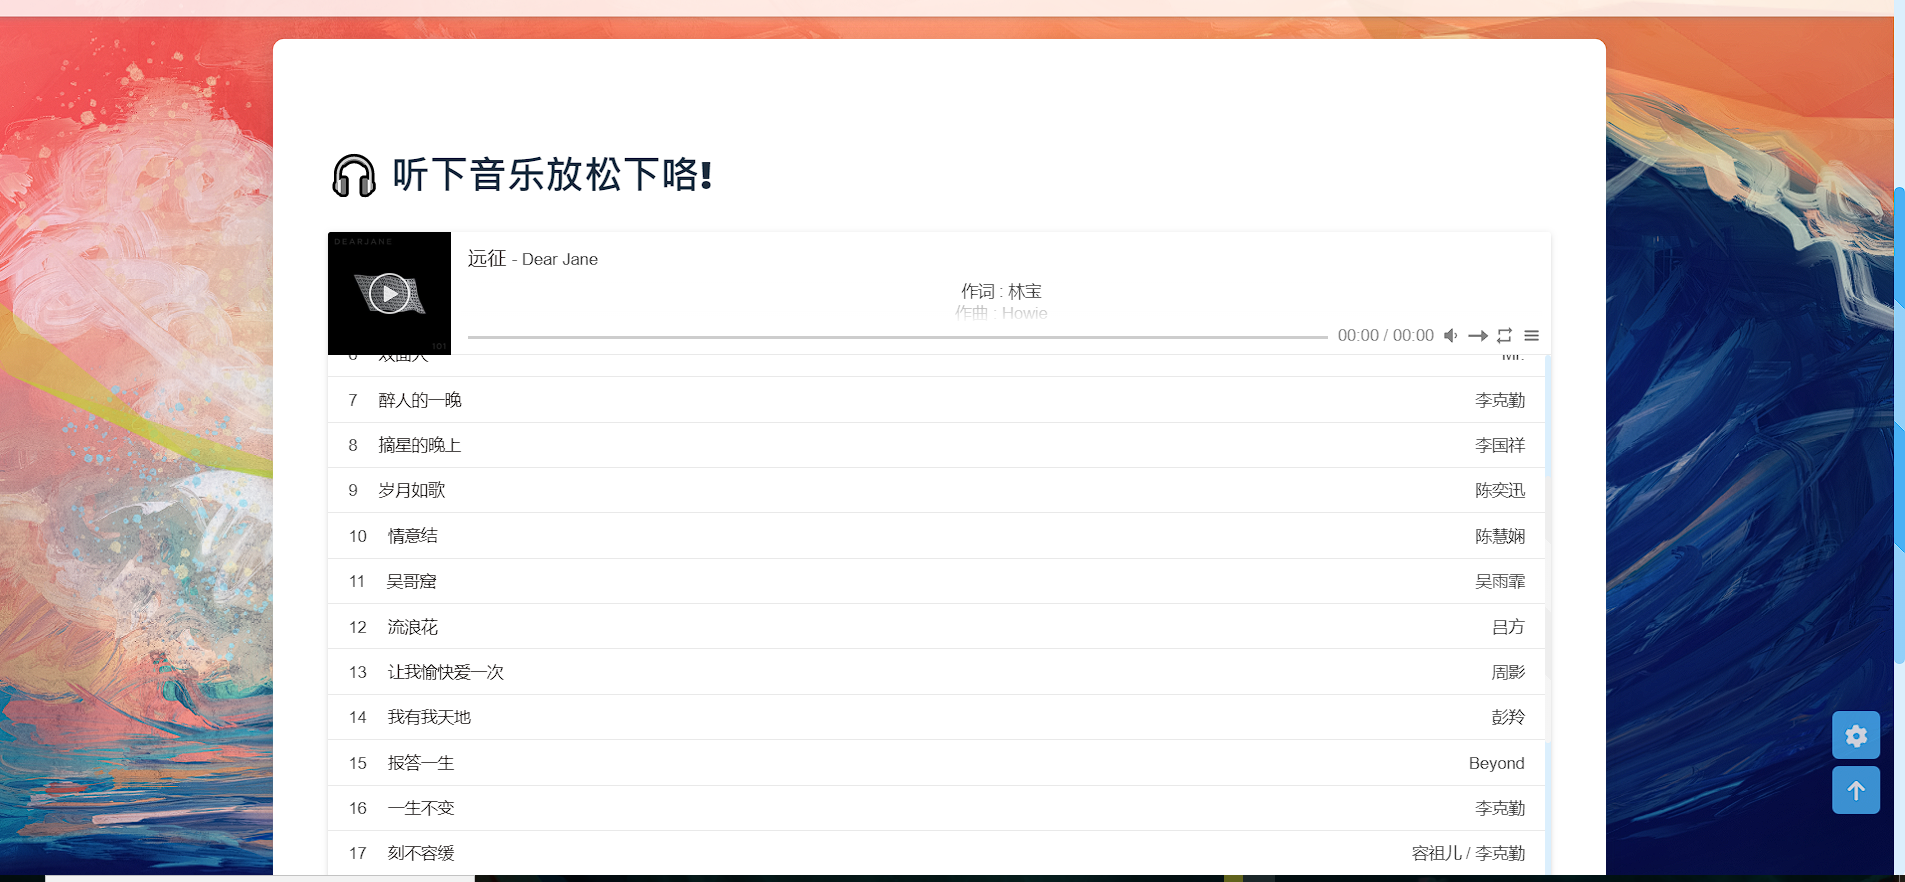 听下音乐放松下咯!
DEARJANE
101
远征 - Dear Jane
作词 : 林宝
作曲 : Howie
00:00 / 00:00
6 双面人 Mr.
7 醉人的一晚 李克勤
8 摘星的晚上 李国祥
9 岁月如歌 陈奕迅
10 情意结 陈慧娴
11 吴哥窟 吴雨霏
12 流浪花 吕方
13 让我愉快爱一次 周影
14 我有我天地 彭羚
15 报答一生 Beyond
16 一生不变 李克勤
17 刻不容缓 容祖儿 / 李克勤